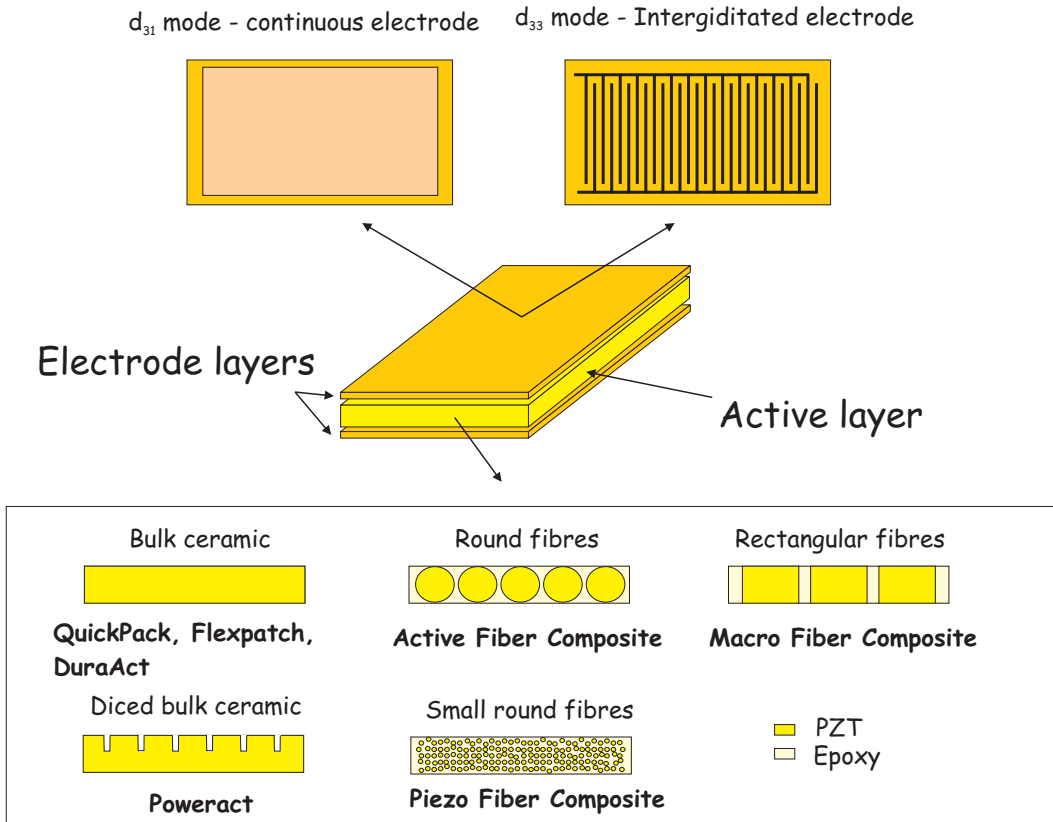 d31 mode - continuous electrode
d33 mode - Intergiditated electrode
Electrode layers
Active layer
Bulk ceramic
Round fibres
Rectangular fibres
QuickPack, Flexpatch,
DuraAct
Active Fiber Composite
Macro Fiber Composite
Diced bulk ceramic
Small round fibres
PZT
Epoxy
Poweract
Piezo Fiber Composite